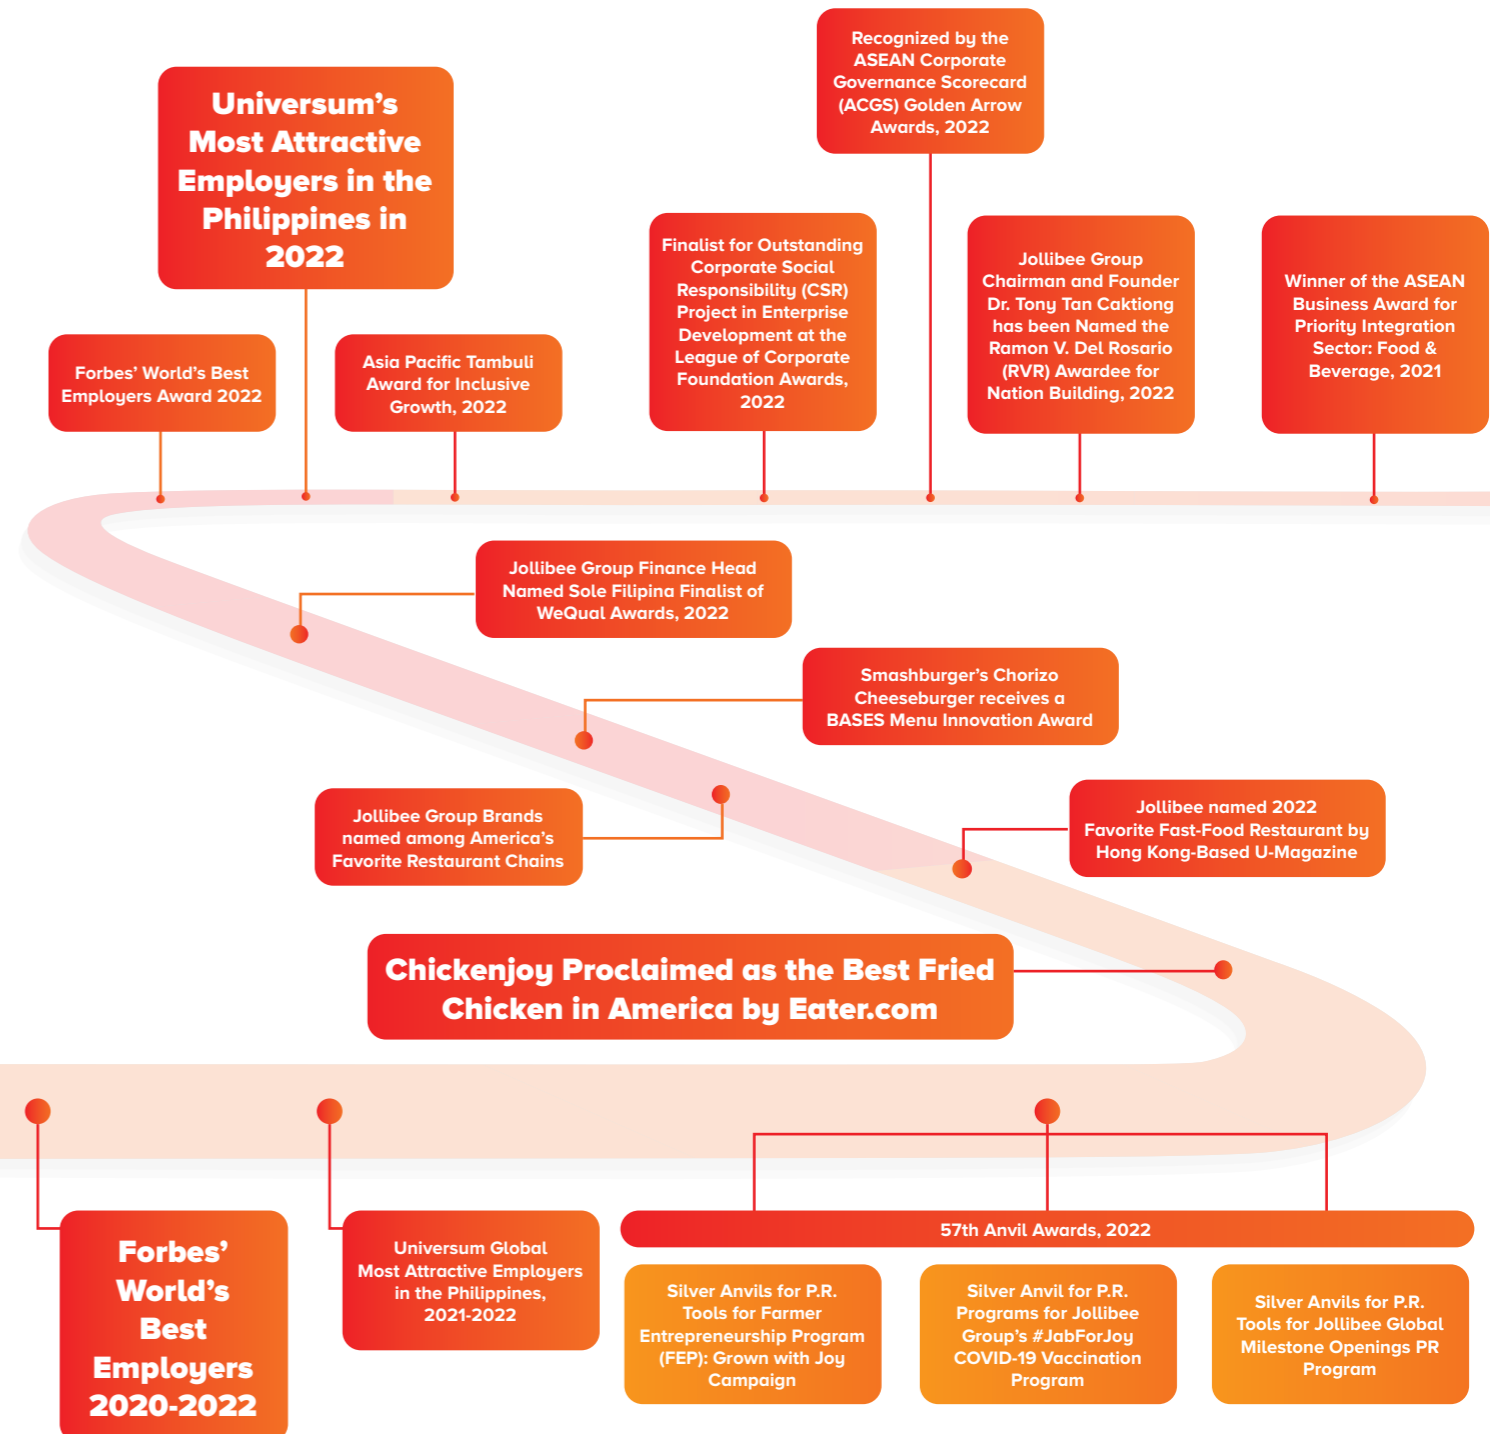 Recognized by the
ASEAN Corporate
Governance Scorecard
(ACGS) Golden Arrow
Awards, 2022
Universum’s
Most Attractive
Employers in the
Philippines in
2022
Forbes’ World’s Best
Employers Award 2022
Asia Pacific Tambuli
Award for Inclusive
Growth, 2022
Finalist for Outstanding
Corporate Social
Responsibility (CSR)
Project in Enterprise
Development at the
League of Corporate
Foundation Awards,
2022
Jollibee Group
Chairman and Founder
Dr. Tony Tan Caktiong
has been Named the
Ramon V. Del Rosario
(RVR) Awardee for
Nation Building, 2022
Winner of the ASEAN
Business Award for
Priority Integration
Sector: Food &
Beverage, 2021
Jollibee Group Finance Head
Named Sole Filipina Finalist of
WeQual Awards, 2022
Smashburger’s Chorizo
Cheeseburger receives a
BASES Menu Innovation Award
Jollibee Group Brands
named among America’s
Favorite Restaurant Chains
Jollibee named 2022
Favorite Fast-Food Restaurant by
Hong Kong-Based U-Magazine
Chickenjoy Proclaimed as the Best Fried
Chicken in America by Eater.com
Forbes’
World’s
Best
Employers
2020-2022
Universum Global
Most Attractive Employers
in the Philippines,
2021-2022
57th Anvil Awards, 2022
Silver Anvils for P.R.
Tools for Farmer
Entrepreneurship Program
(FEP): Grown with Joy
Campaign
Silver Anvil for P.R.
Programs for Jollibee
Group’s #JabForJoy
COVID-19 Vaccination
Program
Silver Anvils for P.R.
Tools for Jollibee Global
Milestone Openings PR
Program